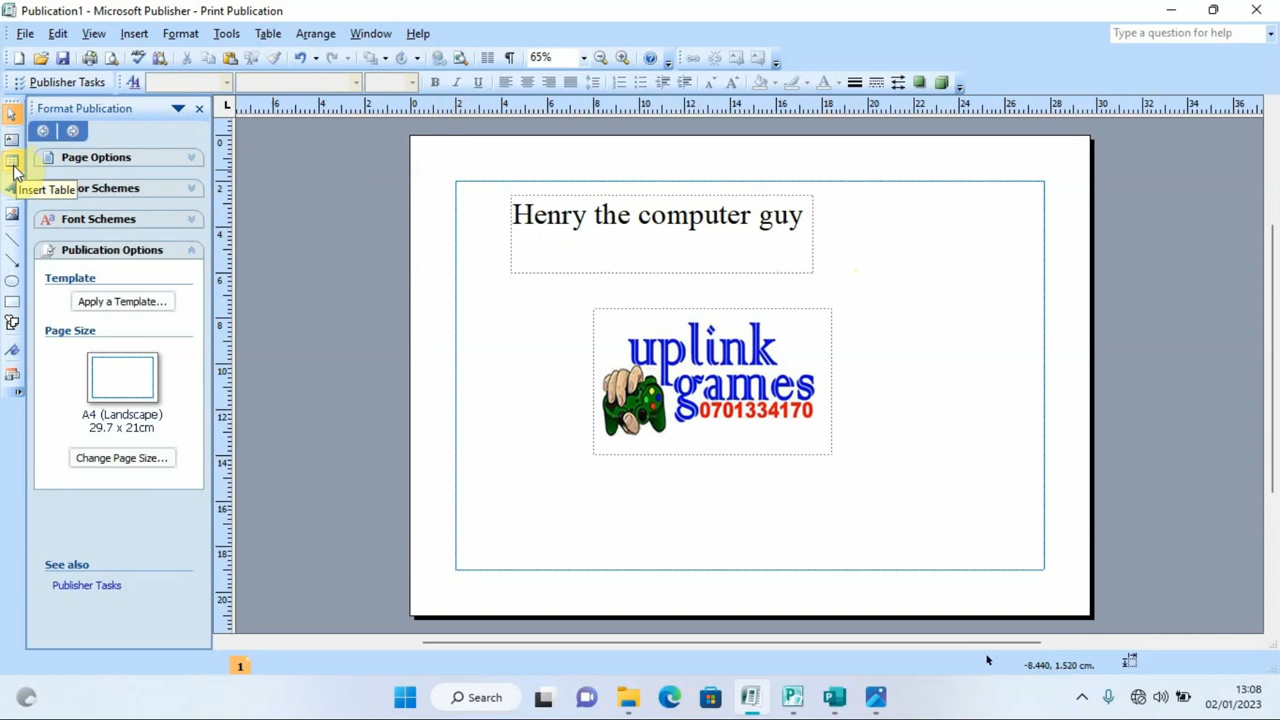 Publication1 - Microsoft Publisher - Print Publication
File Edit View Insert Format Tools Arrange Window Help
Type a question for help
65%
Publisher Tasks
Format Publication
Page Options
Insert Table
or Schemes
Font Schemes
Publication Options
Template
Apply a Template...
Page Size
A4 (Landscape)
29.7 x 21cm
Change Page Size...
See also
Publisher Tasks
Henry the computer guy
uplink
games
0701334170
1
-8.440, 1.520 cm.
Search
13:08
02/01/2023